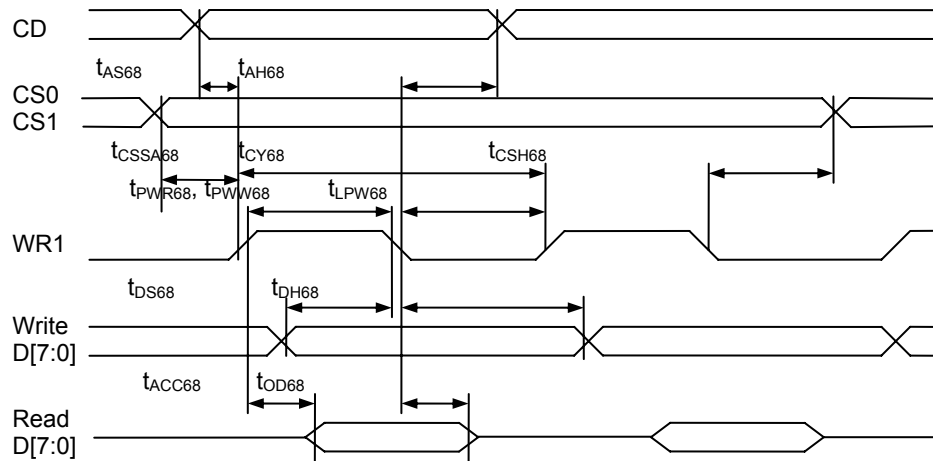 CD
tAS68 tAH68
CS0
CS1
tCSSA68 tCY68 tCSH68
tPWR68, tPWW68 tLPW68
WR1
tDS68 tDH68
Write
D[7:0]
tACC68 tOD68
Read
D[7:0]